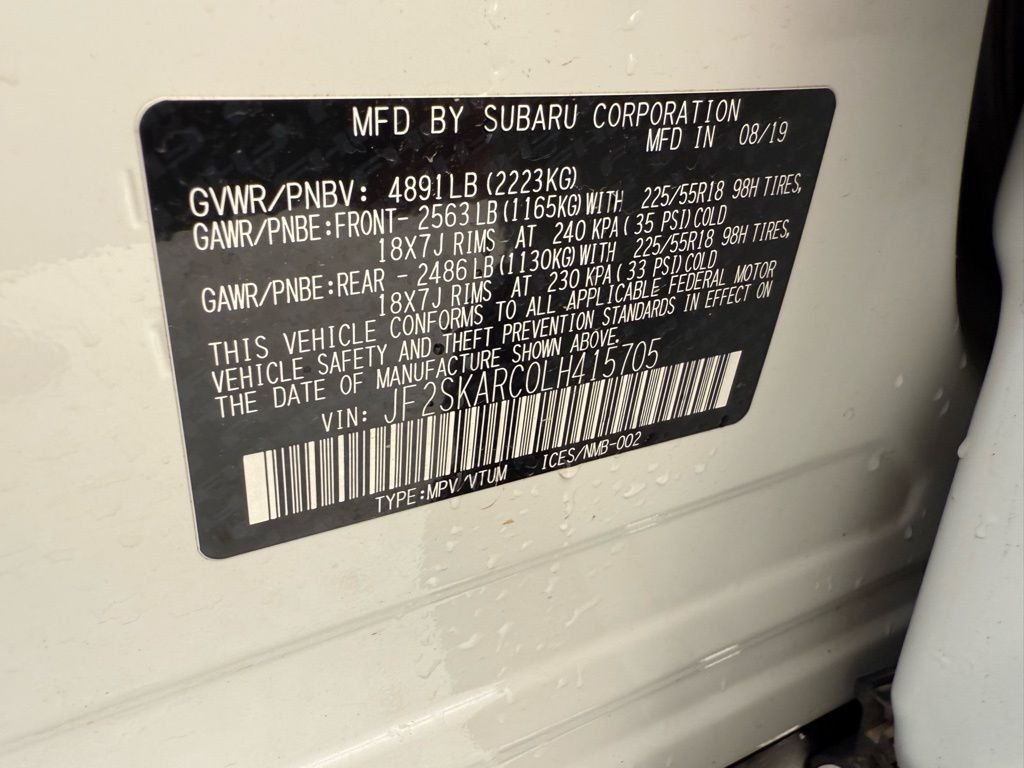 MFD BY SUBARU CORPORATION
MFD IN 08/19
GVWR/PNBV: 4891LB (2223KG)
GAWR/PNBE:FRONT- 2563LB (1165KG) WITH 225/55R18 98H TIRES,
18X7J RIMS AT 240 KPA (35 PSI) COLD
GAWR/PNBE:REAR - 2486LB (1130KG) WITH 225/55R18 98H TIRES,
18X7J RIMS AT 230 KPA (33 PSI) COLD
THIS VEHICLE CONFORMS TO ALL APPLICABLE FEDERAL MOTOR
VEHICLE SAFETY AND THEFT PREVENTION STANDARDS IN EFFECT ON
THE DATE OF MANUFACTURE SHOWN ABOVE.
VIN: JF2SKARC0LH415705
TYPE:MPV/VTUM ICES/NMB-002